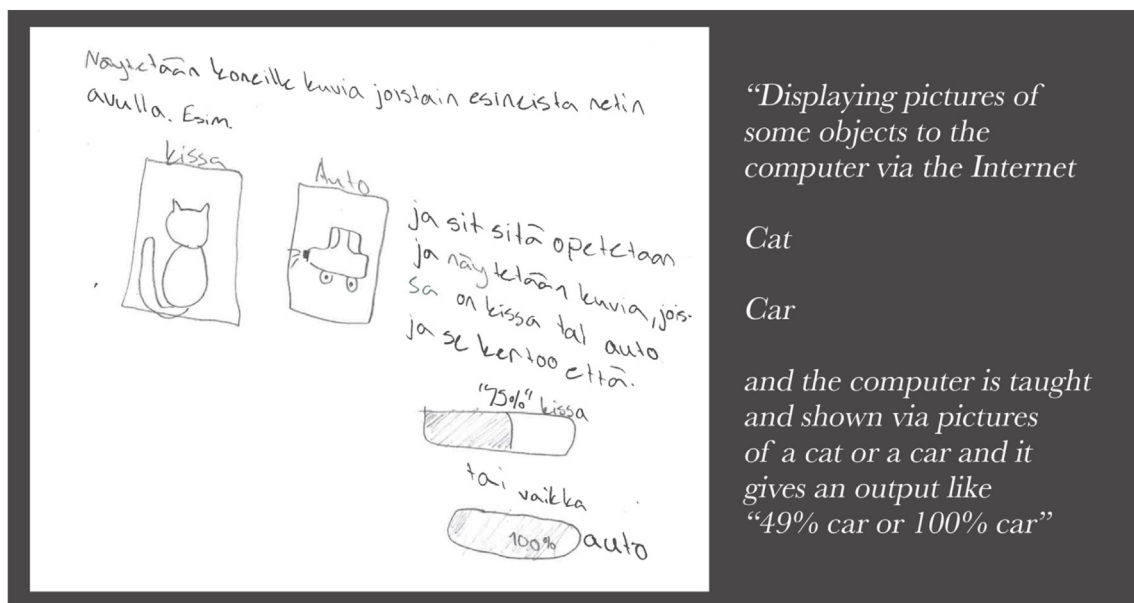 Näytetään koneille kuvia joistain esineista netin
avulla. Esim.
kissa
Auto
ja sit sitä opetetaan
ja näytetään kuvia, jois-
sa on kissa tai auto
ja se kertoo että.
"75%" kissa
tai vaikka
100% auto
“Displaying pictures of
some objects to the
computer via the Internet
Cat
Car
and the computer is taught
and shown via pictures
of a cat or a car and it
gives an output like
“49% car or 100% car”